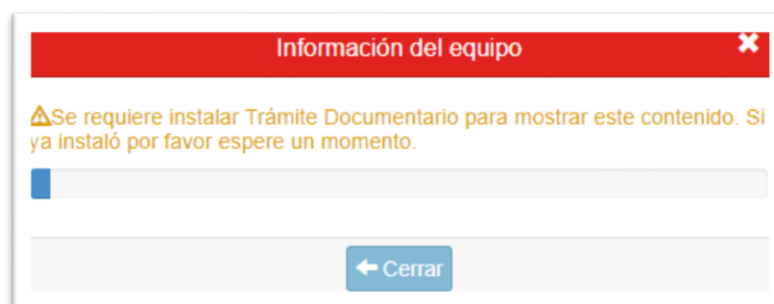 Información del equipo
Se requiere instalar Trámite Documentario para mostrar este contenido. Si
ya instaló por favor espere un momento.
Cerrar